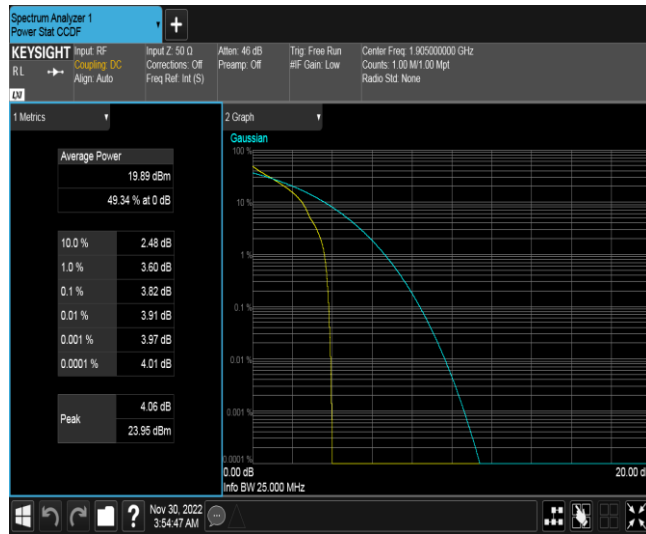 Spectrum Analyzer 1
Power Stat CCDF
+
KEYSIGHT
RL
LXI
Input: RF
Coupling: DC
Align: Auto
Input Z: 50 Ω
Corrections: Off
Freq Ref: Int (S)
Atten: 46 dB
Preamp: Off
Trig: Free Run
#IF Gain: Low
Center Freq: 1.905000000 GHz
Counts: 1.00 M/1.00 Mpt
Radio Std: None
1 Metrics
Average Power
19.89 dBm
49.34 % at 0 dB
10.0 % 2.48 dB
1.0 % 3.60 dB
0.1 % 3.82 dB
0.01 % 3.91 dB
0.001 % 3.97 dB
0.0001 % 4.01 dB
Peak
4.06 dB
23.95 dBm
2 Graph
Gaussian
100 %
10 %
1 %
0.1 %
0.01 %
0.001 %
0.0001 %
0.00 dB
20.00 d
Info BW 25.000 MHz
?
Nov 30, 2022
3:54:47 AM